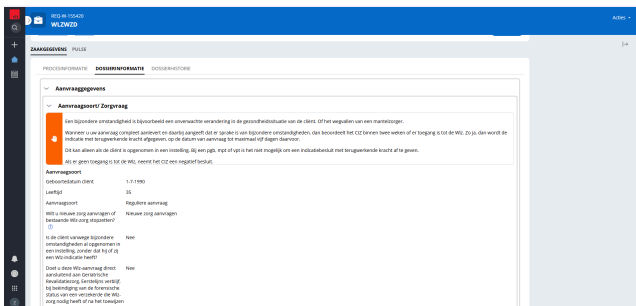 REQ-W-155420
WLZWZD
Acties
ZAAKGEGEVENS PULSE
PROCESINFORMATIE DOSSIERINFORMATIE DOSSIERHISTORIE
Aanvraaggegevens
Aanvraagsoort/ Zorgvraag
Een bijzondere omstandigheid is bijvoorbeeld een onverwachte verandering in de gezondheidssituatie van de cliënt. Of het wegvallen van een mantelzorger.
Wanneer u uw aanvraag compleet aanlevert en daarbij aangeeft dat er sprake is van bijzondere omstandigheden, dan beoordeelt het CIZ binnen twee weken of er toegang is tot de Wlz. Zo ja, dan wordt de
indicatie met terugwerkende kracht afgegeven, op de datum van aanvraag tot maximaal vijf dagen daarvoor.
Dit kan alleen als de cliënt is opgenomen in een instelling. Bij een pgb, mpt of vpt is het niet mogelijk om een indicatiebesluit met terugwerkende kracht af te geven.
Als er geen toegang is tot de Wlz, neemt het CIZ een negatief besluit.
Aanvraagsoort
Geboortedatum cliënt 1-7-1990
Leeftijd 35
Aanvraagsoort Reguliere aanvraag
Wilt u nieuwe zorg aanvragen of Nieuwe zorg aanvragen
bestaande Wlz-zorg stopzetten?
Is de cliënt vanwege bijzondere Nee
omstandigheden al opgenomen in
een instelling, zonder dat hij of zij
een Wlz-indicatie heeft?
Doet u deze Wlz-aanvraag direct Nee
aansluitend aan Geriatrische
Revalidatiezorg, Eerstelijns verblijf,
bij beëindiging van de forensische
status van een verzekerde die Wlz-
zorg nodig heeft of na het toewijzen